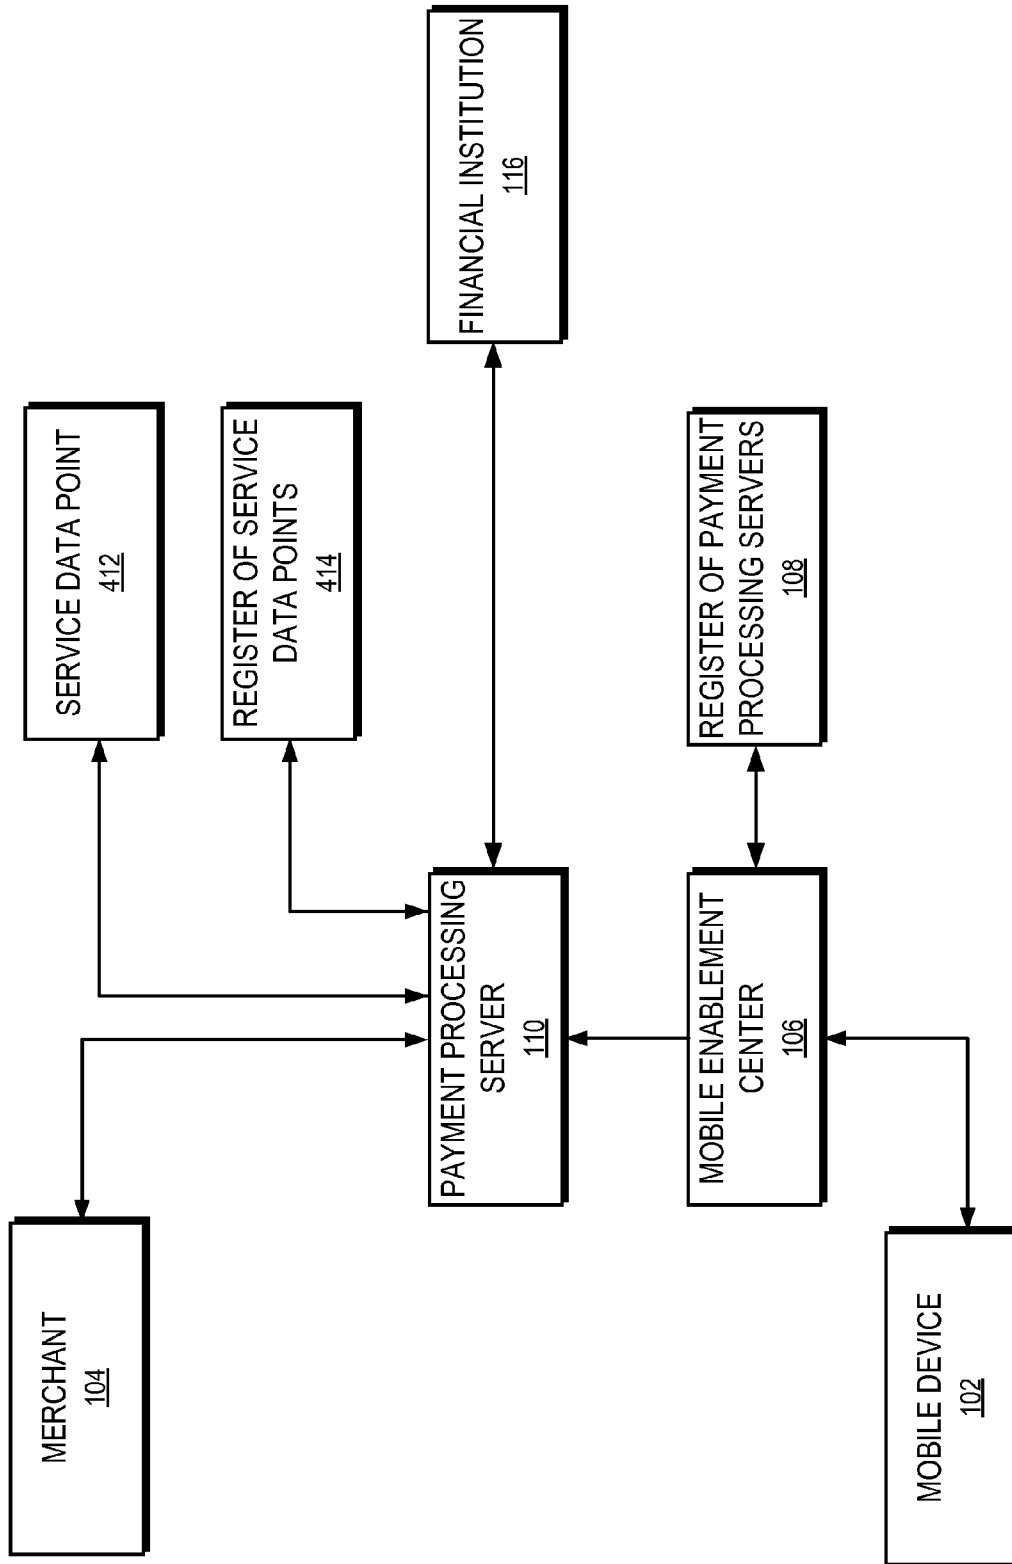 MERCHANT
104
SERVICE DATA POINT
412
REGISTER OF SERVICE
DATA POINTS
414
PAYMENT PROCESSING
SERVER
110
FINANCIAL INSTITUTION
116
MOBILE ENABLEMENT
CENTER
106
REGISTER OF PAYMENT
PROCESSING SERVERS
108
MOBILE DEVICE
102